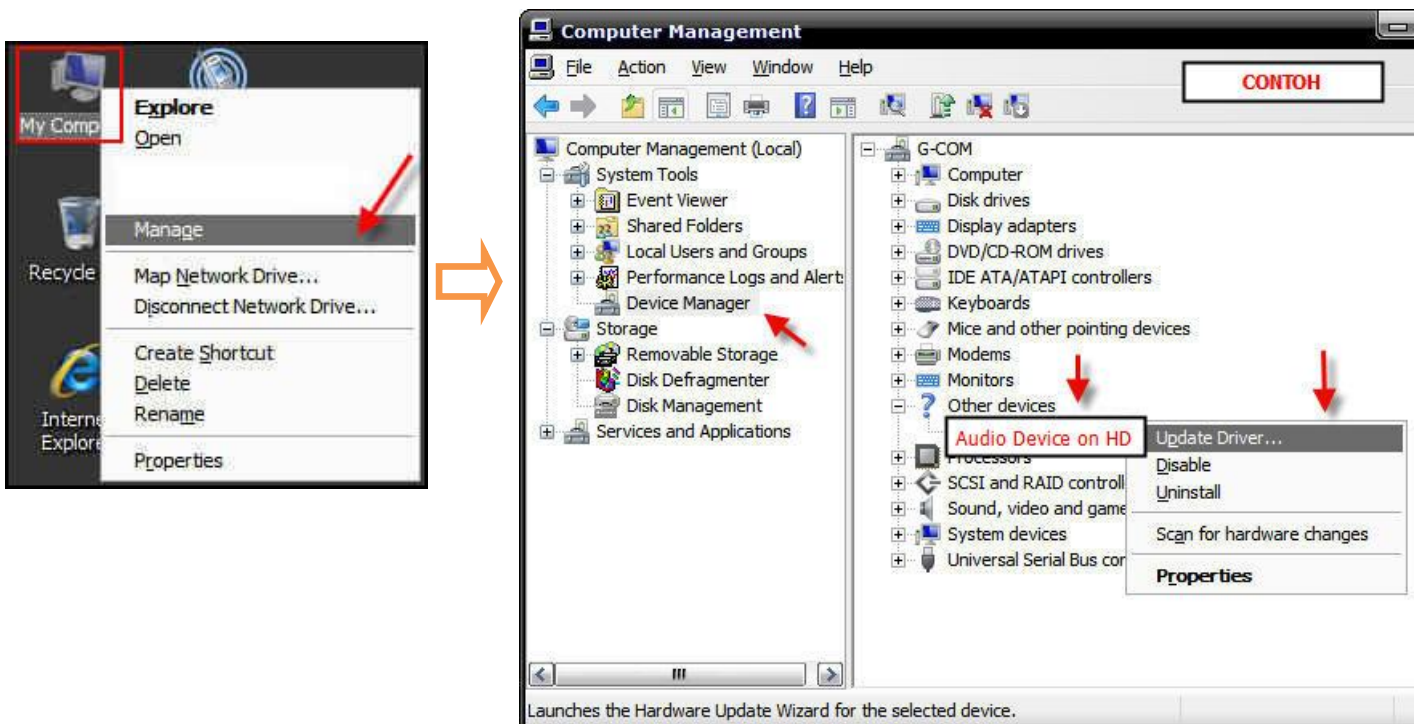 My Comp
Explore
Open
Manage
Recycle
Map Network Drive...
Disconnect Network Drive...
Create Shortcut
Delete
Rename
Interne
Explore
Properties
Computer Management
File Action View Window Help
CONTOH
Computer Management (Local)
System Tools
Event Viewer
Shared Folders
Local Users and Groups
Performance Logs and Alerts
Device Manager
Storage
Removable Storage
Disk Defragmenter
Disk Management
Services and Applications
G-COM
Computer
Disk drives
Display adapters
DVD/CD-ROM drives
IDE ATA/ATAPI controllers
Keyboards
Mice and other pointing devices
Modems
Monitors
Other devices
Audio Device on HD
Processors
SCSI and RAID controll
Sound, video and game
System devices
Universal Serial Bus con
Update Driver...
Disable
Uninstall
Scan for hardware changes
Properties
Launches the Hardware Update Wizard for the selected device.